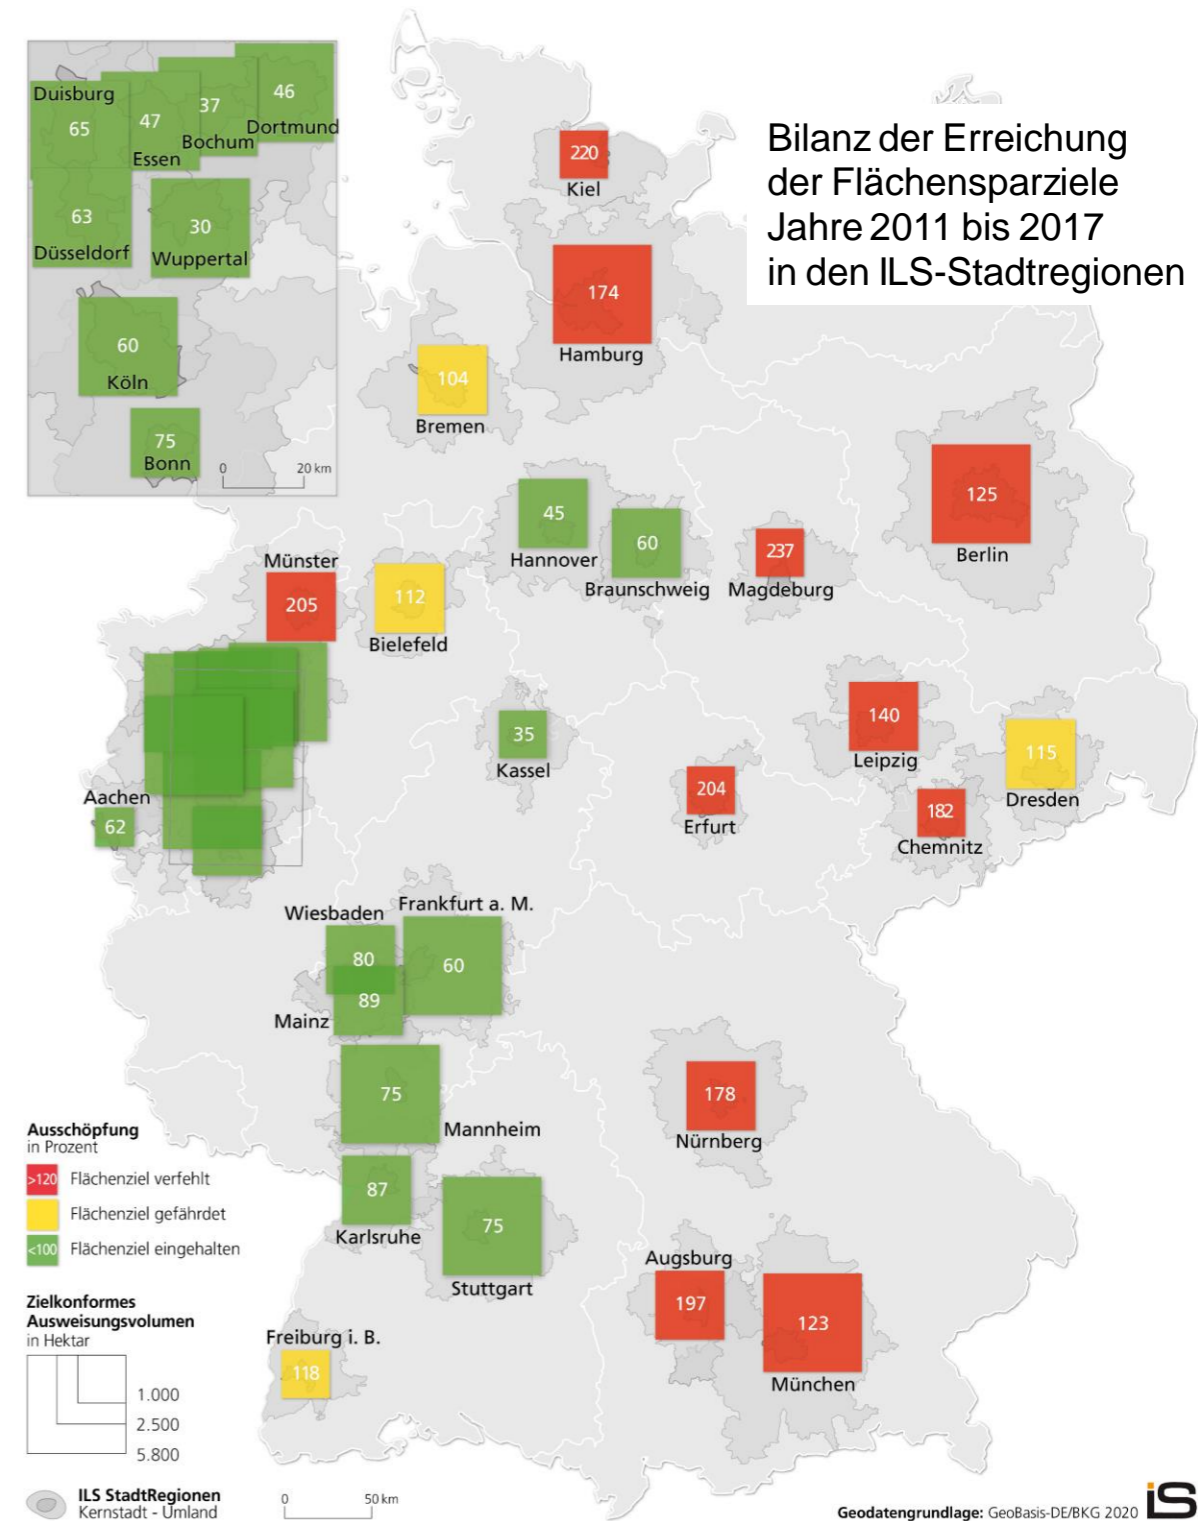 Bilanz der Erreichung
der Flächensparziele
Jahre 2011 bis 2017
in den ILS-Stadtregionen
Duisburg
65
47
Essen
37
Bochum
46
Dortmund
63
Düsseldorf
30
Wuppertal
60
Köln
75
Bonn
0 20 km
220
Kiel
174
Hamburg
104
Bremen
125
Berlin
45
Hannover
60
Braunschweig
237
Magdeburg
Münster
205
112
Bielefeld
35
Kassel
140
Leipzig
115
Dresden
204
Erfurt
182
Chemnitz
Aachen
62
Wiesbaden
80
Frankfurt a. M.
60
89
Mainz
75
Mannheim
178
Nürnberg
87
Karlsruhe
75
Stuttgart
Augsburg
197
123
München
Freiburg i. B.
118
Ausschöpfung
in Prozent
>120 Flächenziel verfehlt
Flächenziel gefährdet
<100 Flächenziel eingehalten
Zielkonformes
Ausweisungsvolumen
in Hektar
1.000
2.500
5.800
ILS StadtRegionen
Kernstadt - Umland
0 50 km
Geodatengrundlage: GeoBasis-DE/BKG 2020
ils